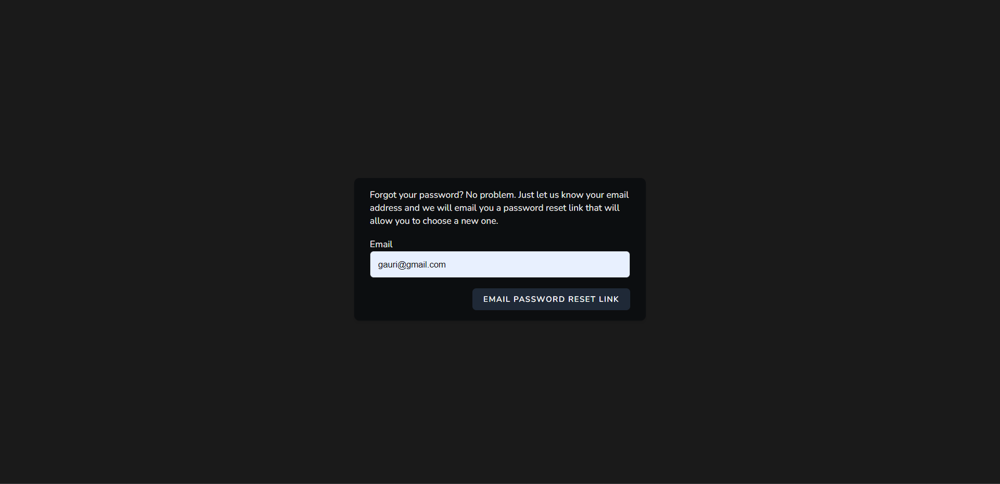 Forgot your password? No problem. Just let us know your email
address and we will email you a password reset link that will
allow you to choose a new one.
Email
gauri@gmail.com
EMAIL PASSWORD RESET LINK